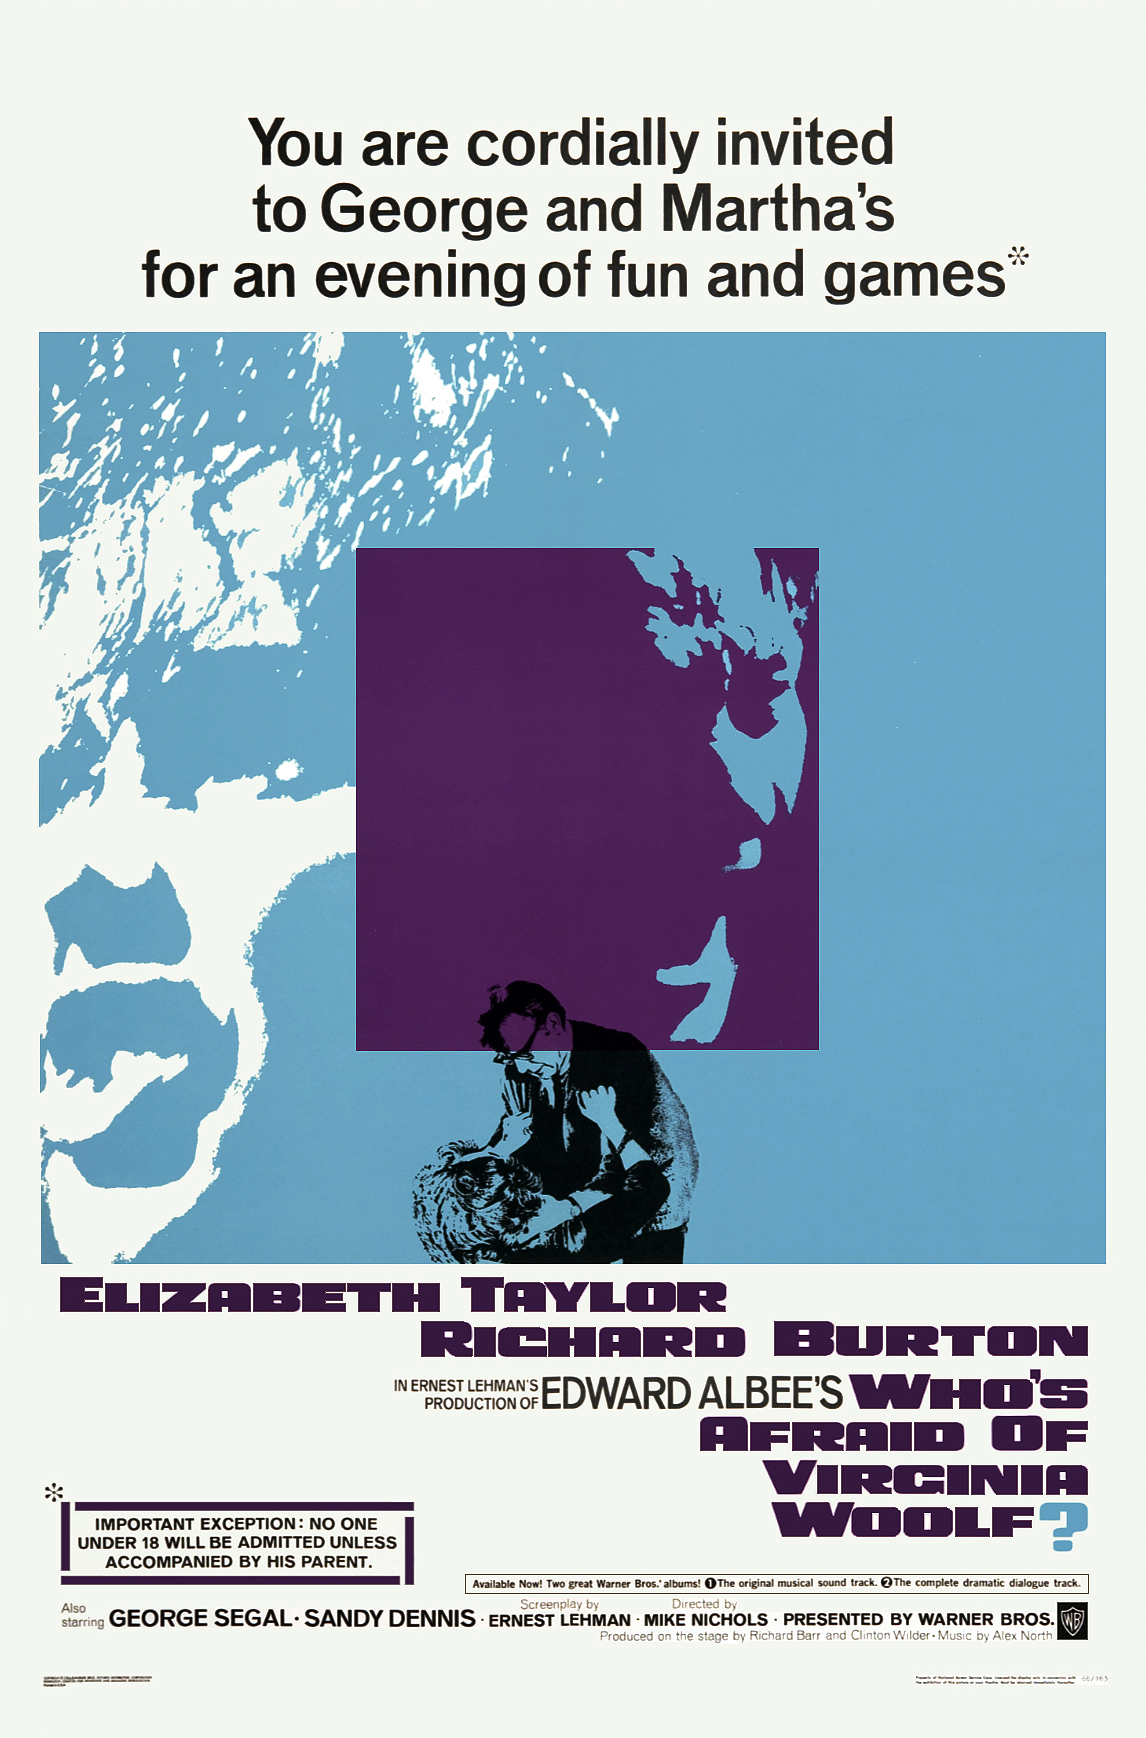 You are cordially invited
to George and Martha's
for an evening of fun and games*
ELIZABETH TAYLOR
RICHARD BURTON
IN ERNEST LEHMAN'S
PRODUCTION OF
EDWARD ALBEE'S WHO'S
AFRAID OF
VIRGINIA
WOOLF?
*
IMPORTANT EXCEPTION: NO ONE
UNDER 18 WILL BE ADMITTED UNLESS
ACCOMPANIED BY HIS PARENT.
Available Now! Two great Warner Bros.' albums! 1 The original musical sound track. 2 The complete dramatic dialogue track.
Also
starring
GEORGE SEGAL · SANDY DENNIS ·
Screenplay by
ERNEST LEHMAN ·
Directed by
MIKE NICHOLS · PRESENTED BY WARNER BROS.
WB
Produced on the stage by Richard Barr and Clinton Wilder · Music by Alex North
66/163